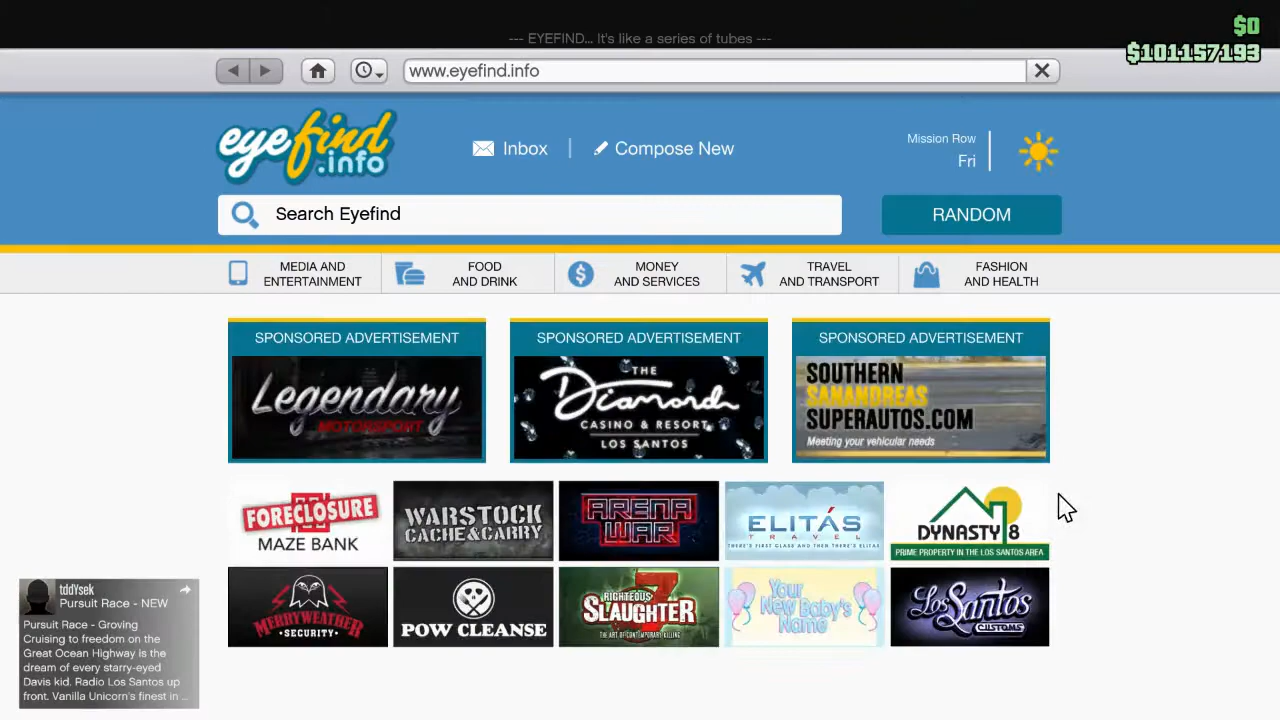 $0
--- EYEFIND... It's like a series of tubes ---
$101157193
www.eyefind.info
eyefind.info
Inbox
Compose New
Mission Row
Fri
Search Eyefind
RANDOM
MEDIA AND ENTERTAINMENT
FOOD AND DRINK
MONEY AND SERVICES
TRAVEL AND TRANSPORT
FASHION AND HEALTH
SPONSORED ADVERTISEMENT
Legendary
MOTORSPORT
SPONSORED ADVERTISEMENT
THE
Diamond
CASINO & RESORT
LOS SANTOS
SPONSORED ADVERTISEMENT
SOUTHERN
SANANDREAS
SUPERAUTOS.COM
Meeting your vehicular needs
FORECLOSURE
MAZE BANK
WARSTOCK
CACHE & CARRY
ARENA
WAR
ELITÁS
TRAVEL
THERE'S FIRST CLASS AND THEN THERE'S ELITAS
DYNASTY 8
PRIME PROPERTY IN THE LOS SANTOS AREA
MERRYWEATHER
SECURITY
POW CLEANSE
RIGHTEOUS
SLAUGHTER
7
THE ART OF CONTEMPORARY KILLING
Your
New Baby's
Name
Los Santos
CUSTOMS
tddYsek
Pursuit Race - NEW
Pursuit Race - Groving
Cruising to freedom on the
Great Ocean Highway is the
dream of every starry-eyed
Davis kid. Radio Los Santos up
front. Vanilla Unicorn's finest in ...